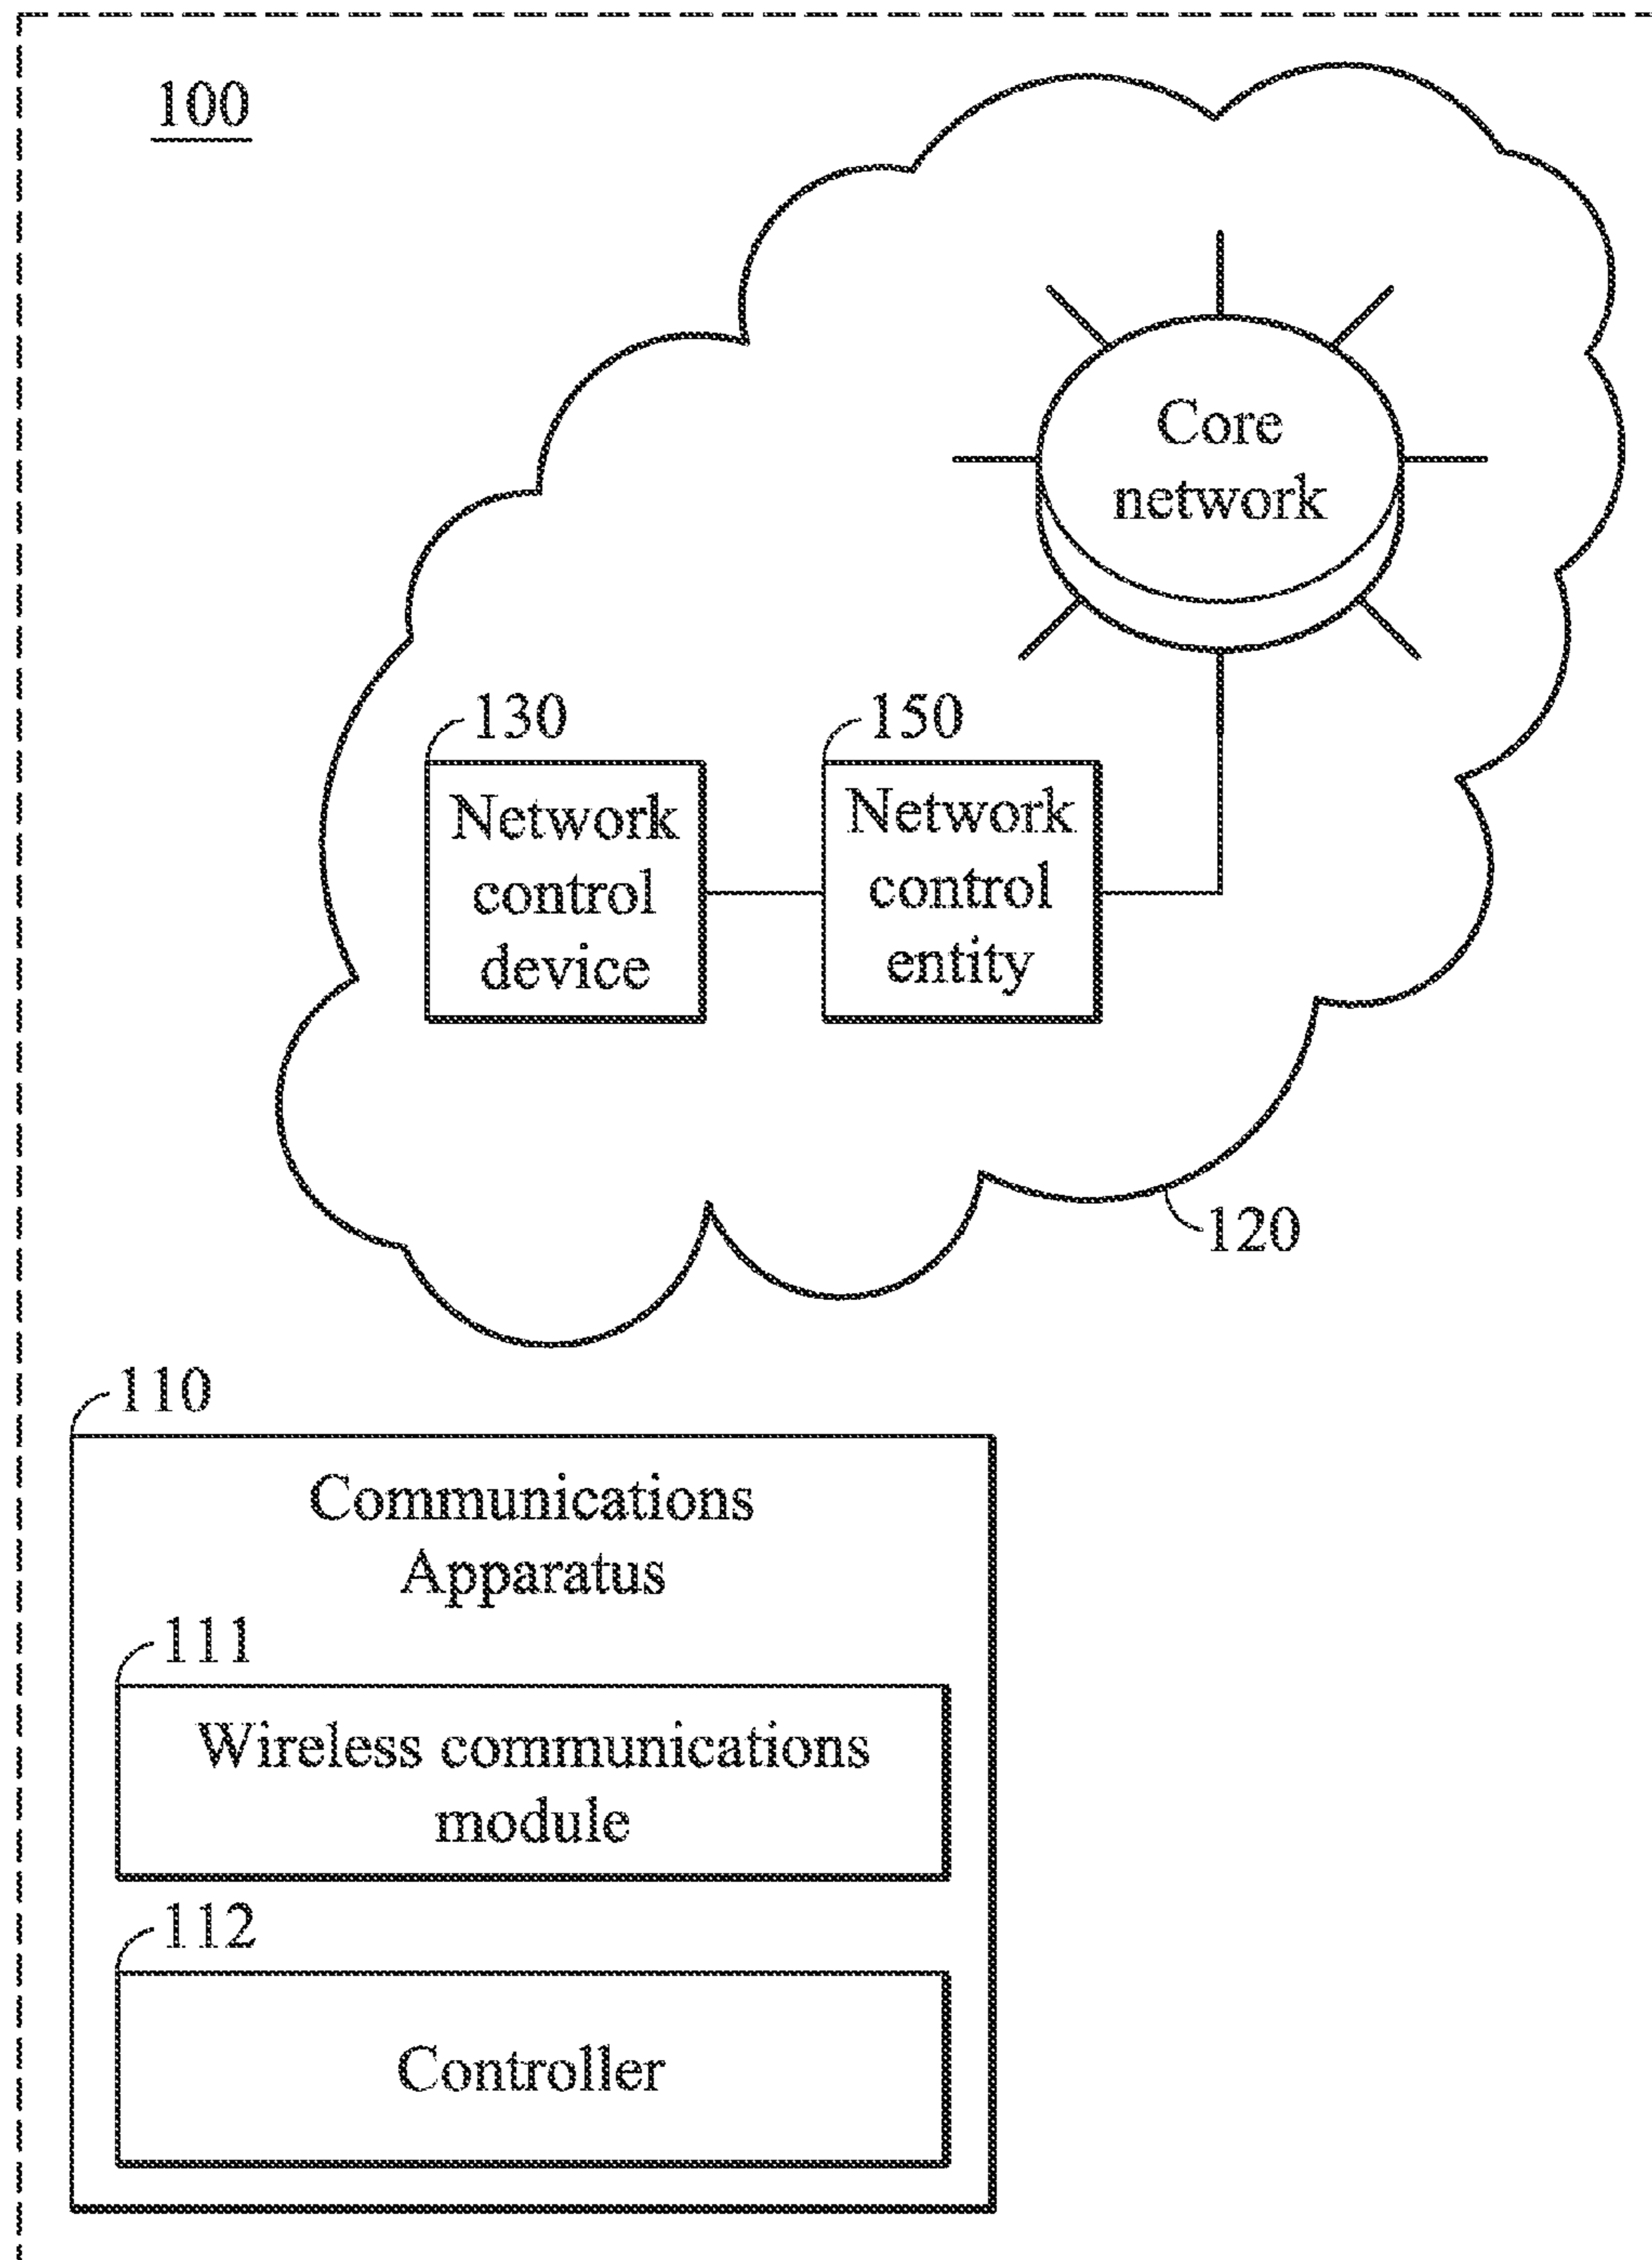 100
Core
network
130
150
Network
control
device
Network
control
entity
120
110
Communications
Apparatus
111
Wireless communications
module
112
Controller